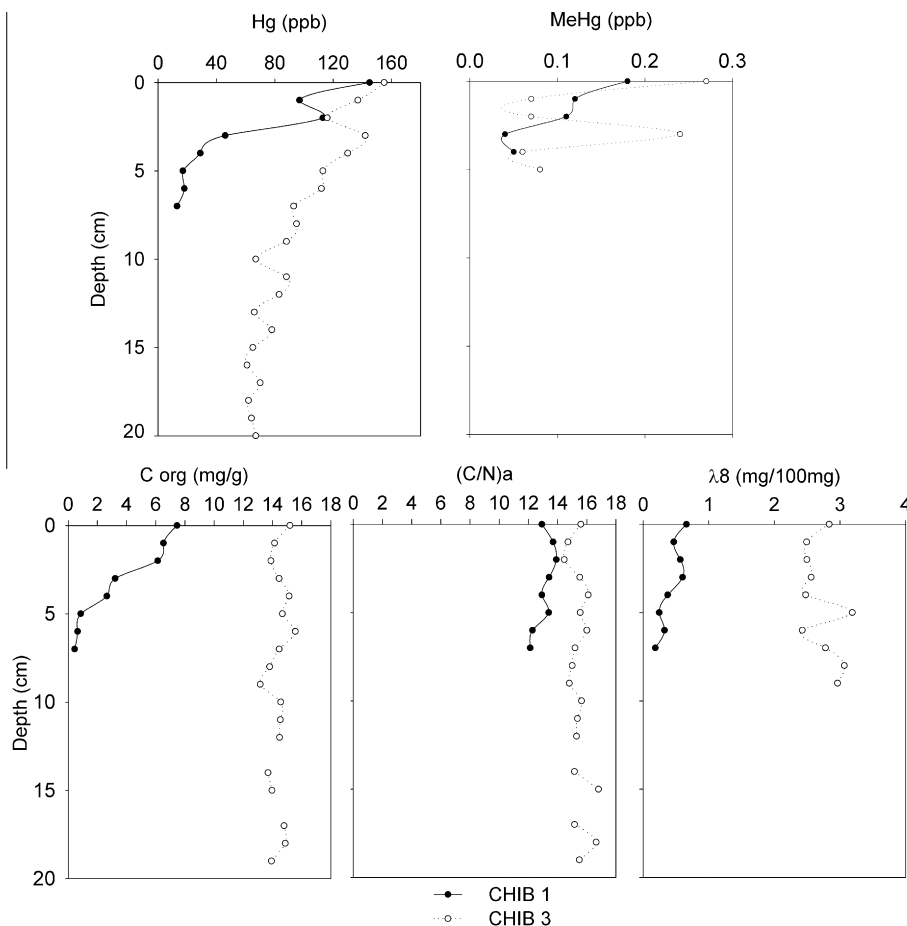 Hg (ppb)
MeHg (ppb)
0 40 80 120 160
0.0 0.1 0.2 0.3
0
5
10
15
20
Depth (cm)
C org (mg/g)
(C/N)a
λ8 (mg/100mg)
0 2 4 6 8 10 12 14 16 18
0 2 4 6 8 10 12 14 16 18
0 1 2 3 4
0
5
10
15
20
Depth (cm)
CHIB 1
CHIB 3